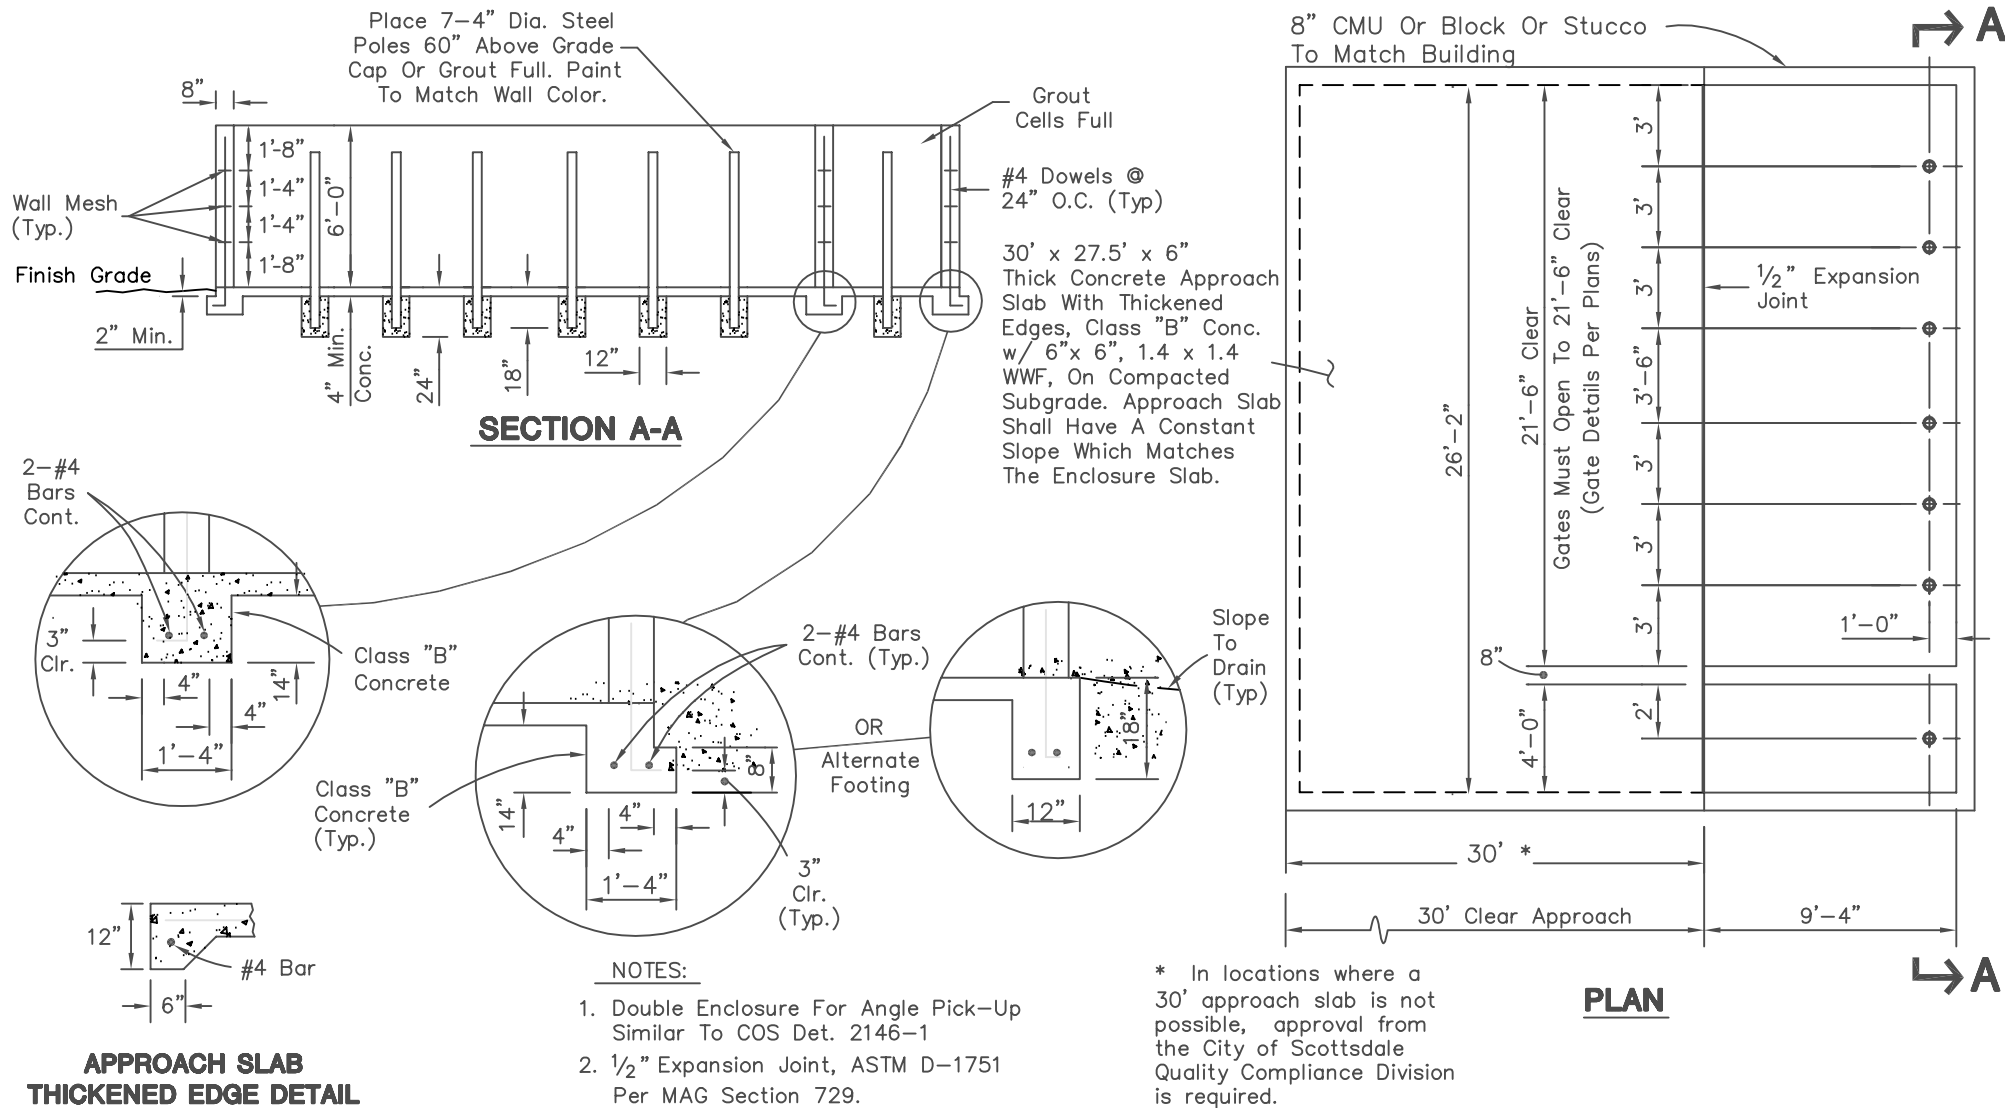 Place 7-4" Dia. Steel
Poles 60" Above Grade
Cap Or Grout Full. Paint
To Match Wall Color.
8"
1'-8"
1'-4"
1'-4"
1'-8"
6'-0"
Wall Mesh
(Typ.)
Finish Grade
2" Min.
4" Min.
Conc.
24"
18"
12"
Grout
Cells Full
#4 Dowels @
24" O.C. (Typ)
SECTION A-A
30' x 27.5' x 6"
Thick Concrete Approach
Slab With Thickened
Edges, Class "B" Conc.
w/ 6"x 6", 1.4 x 1.4
WWF, On Compacted
Subgrade. Approach Slab
Shall Have A Constant
Slope Which Matches
The Enclosure Slab.
8" CMU Or Block Or Stucco
To Match Building
A
26'-2"
21'-6" Clear
Gates Must Open To 21'-6" Clear
(Gate Details Per Plans)
3'
3'
3'
3'-6"
3'
3'
3'
2'
8"
4'-0"
1/2" Expansion
Joint
1'-0"
30' *
30' Clear Approach
9'-4"
A
PLAN
2-#4
Bars
Cont.
3"
Clr.
4"
4"
14"
1'-4"
Class "B"
Concrete
2-#4 Bars
Cont. (Typ.)
Class "B"
Concrete
(Typ.)
14"
4"
4"
8"
1'-4"
3"
Clr.
(Typ.)
OR
Alternate
Footing
Slope
To
Drain
(Typ)
18"
12"
12"
#4 Bar
6"
APPROACH SLAB
THICKENED EDGE DETAIL
NOTES:
1. Double Enclosure For Angle Pick-Up
Similar To COS Det. 2146-1
2. 1/2" Expansion Joint, ASTM D-1751
Per MAG Section 729.
* In locations where a
30' approach slab is not
possible, approval from
the City of Scottsdale
Quality Compliance Division
is required.